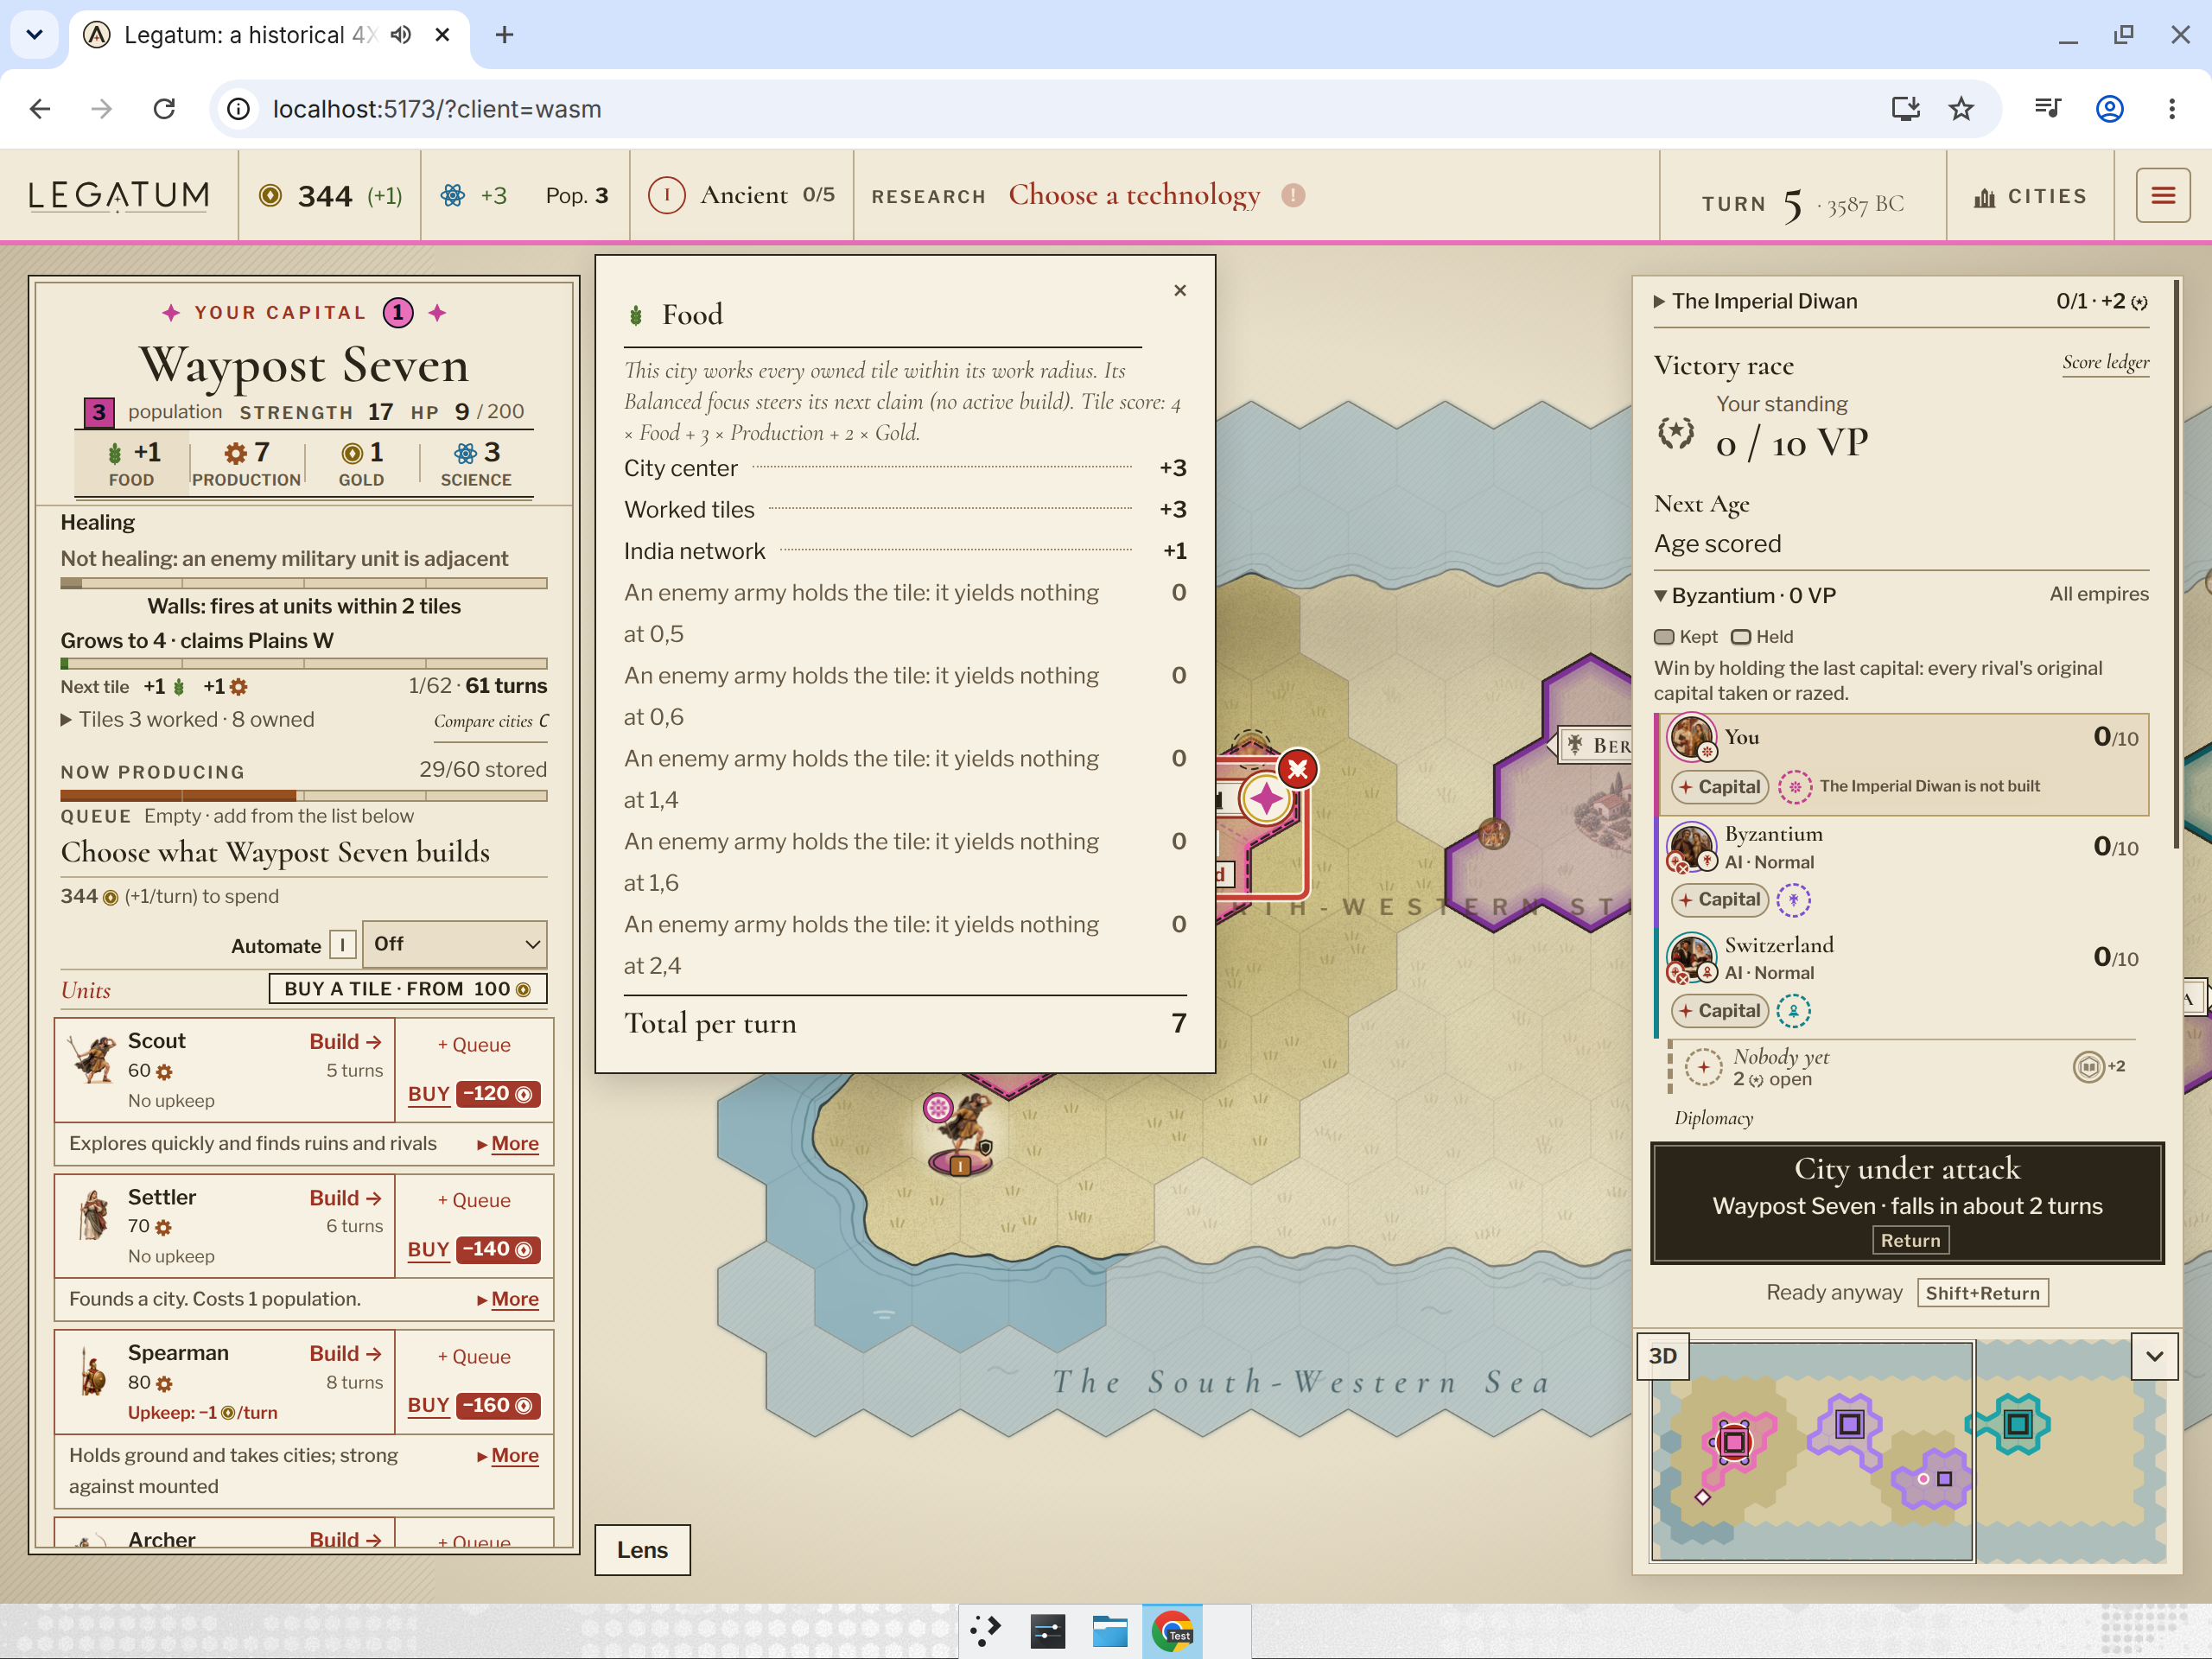 Legatum: a historical 4X
localhost:5173/?client=wasm
LEGATUM
344 (+1)
+3
Pop. 3
I Ancient 0/5
RESEARCH Choose a technology !
TURN 5 · 3587 BC
CITIES
YOUR CAPITAL 1
Waypost Seven
3 population STRENGTH 17 HP 9 / 200
+1 7 1 3
FOOD PRODUCTION GOLD SCIENCE
Healing
Not healing: an enemy military unit is adjacent
Walls: fires at units within 2 tiles
Grows to 4 · claims Plains W
Next tile +1 +1 1/62 · 61 turns
Tiles 3 worked · 8 owned Compare cities C
NOW PRODUCING 29/60 stored
QUEUE Empty · add from the list below
Choose what Waypost Seven builds
344 (+1/turn) to spend
Automate I Off
Units BUY A TILE · FROM 100
Scout Build → + Queue
60 5 turns
No upkeep BUY −120
Explores quickly and finds ruins and rivals ▸ More
Settler Build → + Queue
70 6 turns
No upkeep BUY −140
Founds a city. Costs 1 population. ▸ More
Spearman Build → + Queue
80 8 turns
Upkeep: −1 /turn BUY −160
Holds ground and takes cities; strong ▸ More
against mounted
Archer Build → + Queue
Food ×
This city works every owned tile within its work radius. Its
Balanced focus steers its next claim (no active build). Tile score: 4
× Food + 3 × Production + 2 × Gold.
City center +3
Worked tiles +3
India network +1
An enemy army holds the tile: it yields nothing 0
at 0,5
An enemy army holds the tile: it yields nothing 0
at 0,6
An enemy army holds the tile: it yields nothing 0
at 1,4
An enemy army holds the tile: it yields nothing 0
at 1,6
An enemy army holds the tile: it yields nothing 0
at 2,4
Total per turn 7
BER
TH-WESTERN ST
I
The South-Western Sea
Lens
A
The Imperial Diwan 0/1 · +2
Victory race Score ledger
Your standing
0 / 10 VP
Next Age
Age scored
Byzantium · 0 VP All empires
Kept Held
Win by holding the last capital: every rival's original
capital taken or razed.
You 0/10
Capital The Imperial Diwan is not built
Byzantium 0/10
AI · Normal
Capital
Switzerland 0/10
AI · Normal
Capital
Nobody yet +2
2 open
Diplomacy
City under attack
Waypost Seven · falls in about 2 turns
Return
Ready anyway Shift+Return
3D
Test